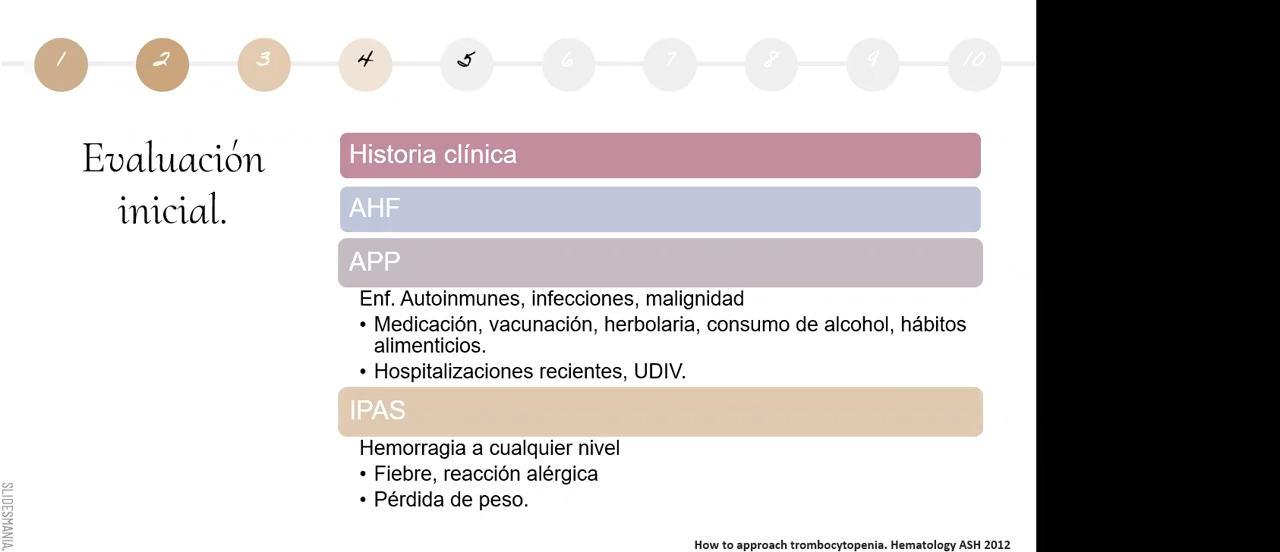 1 2 3 4 5 6 7 8 9 10
Evaluación
inicial.
Historia clínica
AHF
APP
Enf. Autoinmunes, infecciones, malignidad
• Medicación, vacunación, herbolaria, consumo de alcohol, hábitos
alimenticios.
• Hospitalizaciones recientes, UDIV.
IPAS
Hemorragia a cualquier nivel
• Fiebre, reacción alérgica
• Pérdida de peso.
SLIDESMANIA.
How to approach trombocytopenia. Hematology ASH 2012